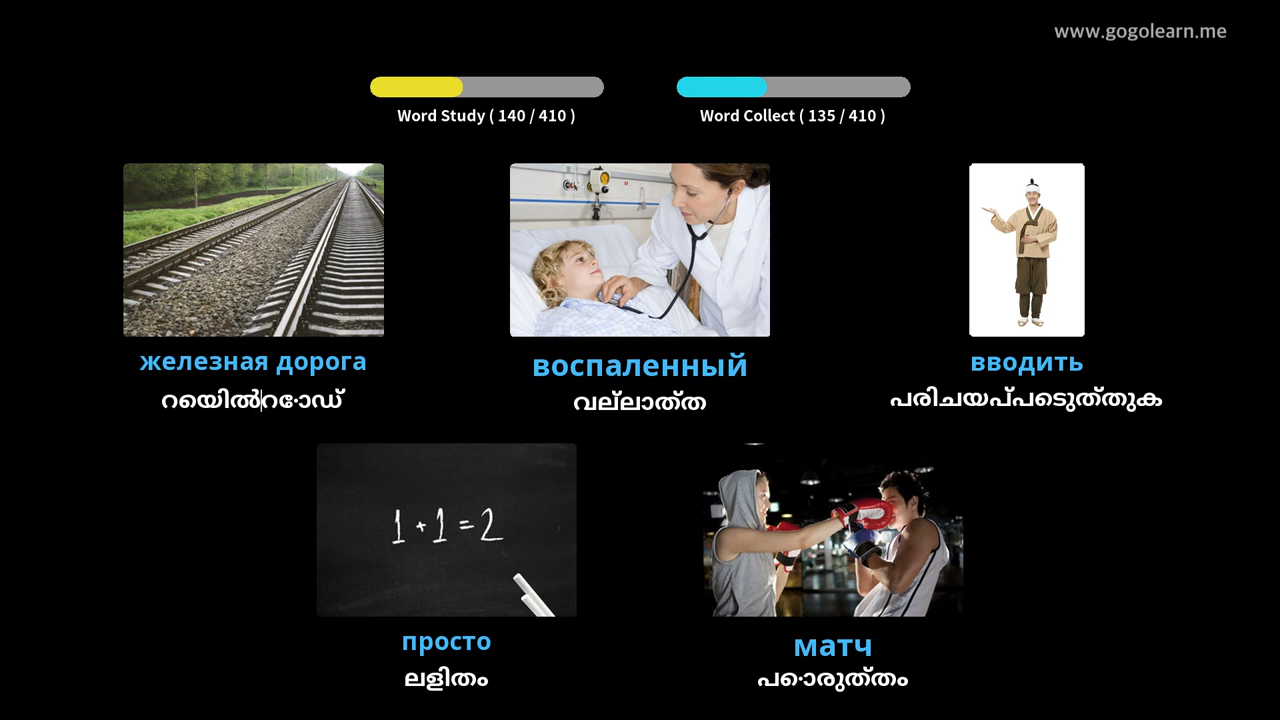 www.gogolearn.me
Word Study ( 140 / 410 )
Word Collect ( 135 / 410 )
железная дорога
റെയിൽറോഡ്
воспаленный
വല്ലാത്ത
вводить
പരിചയപ്പെടുത്തുക
1 + 1 = 2
просто
ലളിതം
матч
പൊരുത്തം